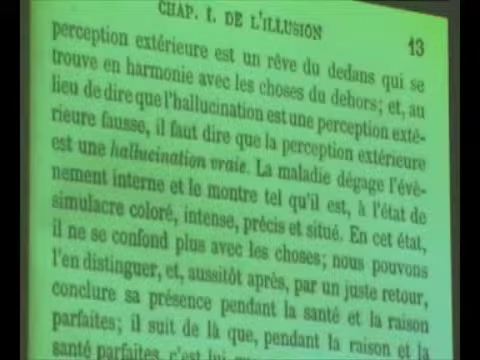 CHAP. I. DE L'ILLUSION 13
perception extérieure est un rêve du dedans qui se
trouve en harmonie avec les choses du dehors; et, au
lieu de dire que l'hallucination est une perception exté-
rieure fausse, il faut dire que la perception extérieure
est une hallucination vraie. La maladie dégage l'évè-
nement interne et le montre tel qu'il est, à l'état de
simulacre coloré, intense, précis et situé. En cet état,
il ne se confond plus avec les choses; nous pouvons
l'en distinguer, et, aussitôt après, par un juste retour,
conclure sa présence pendant la santé et la raison
parfaites; il suit de là que, pendant la raison et la
santé parfaites, c'est lui